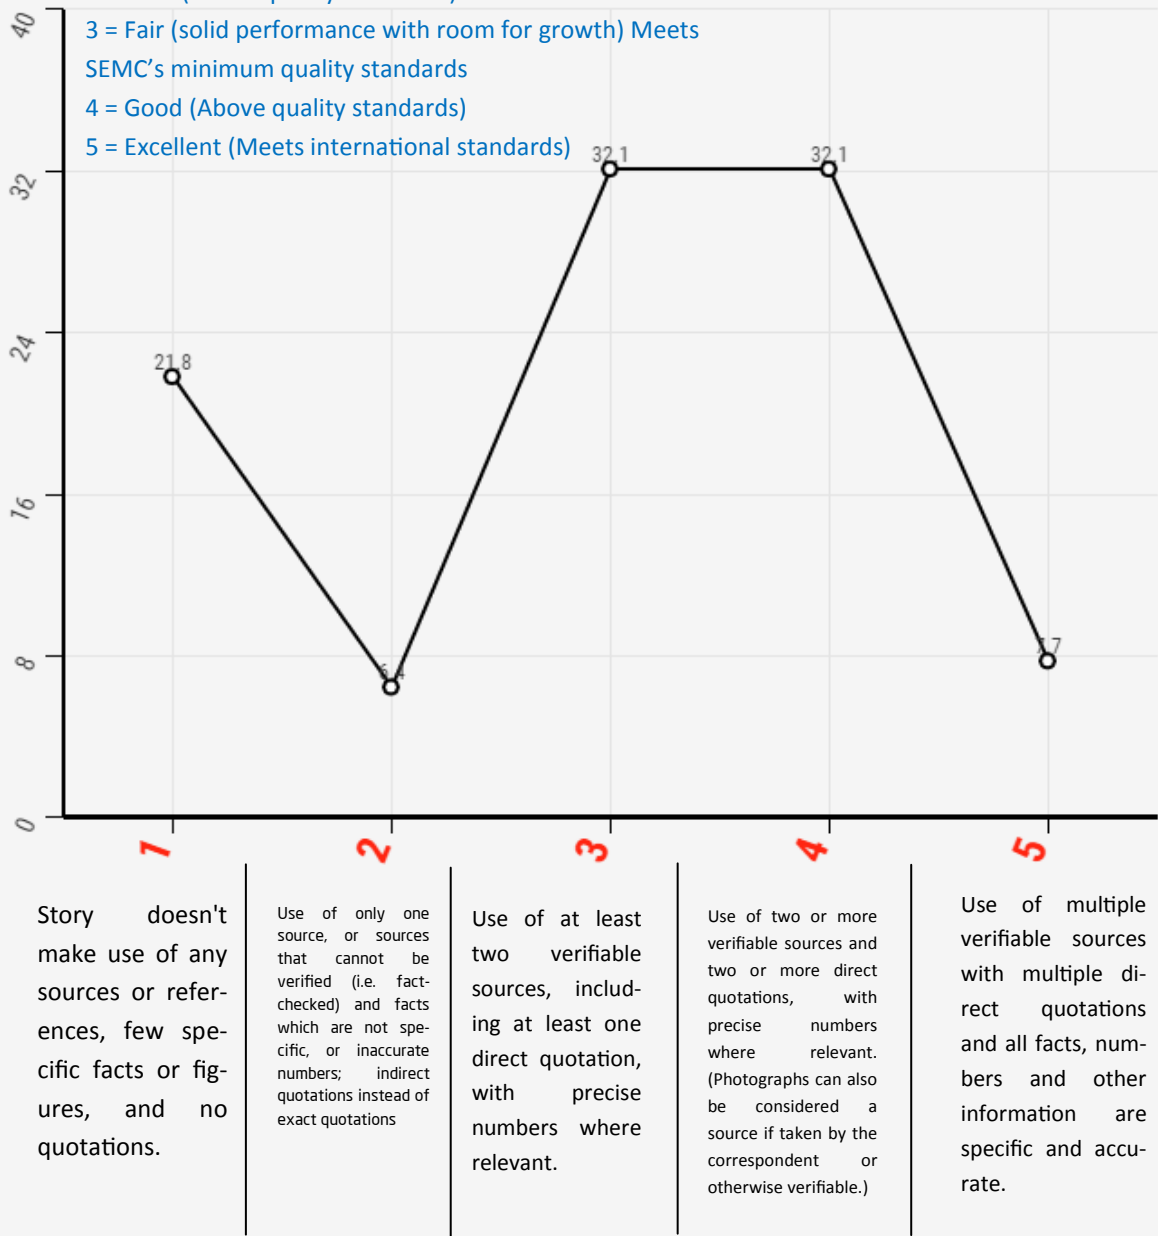 40
3 = Fair (solid performance with room for growth) Meets
SEMC's minimum quality standards
4 = Good (Above quality standards)
5 = Excellent (Meets international standards)
32.1
32.1
32
24
21.8
16
8
6.4
7.7
0
1
2
3
4
5
Story doesn't
make use of any
sources or refer-
ences, few spe-
cific facts or fig-
ures, and no
quotations.
Use of only one
source, or sources
that cannot be
verified (i.e. fact-
checked) and facts
which are not spe-
cific, or inaccurate
numbers; indirect
quotations instead of
exact quotations
Use of at least
two verifiable
sources, includ-
ing at least one
direct quotation,
with precise
numbers where
relevant.
Use of two or more
verifiable sources and
two or more direct
quotations, with
precise numbers
where relevant.
(Photographs can also
be considered a
source if taken by the
correspondent or
otherwise verifiable.)
Use of multiple
verifiable sources
with multiple di-
rect quotations
and all facts, num-
bers and other
information are
specific and accu-
rate.